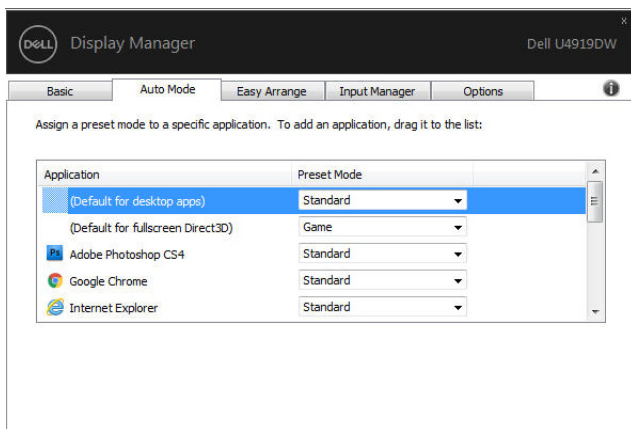 x
DELL Display Manager Dell U4919DW
Basic Auto Mode Easy Arrange Input Manager Options i
Assign a preset mode to a specific application. To add an application, drag it to the list:
Application Preset Mode
(Default for desktop apps) Standard
(Default for fullscreen Direct3D) Game
Ps Adobe Photoshop CS4 Standard
Google Chrome Standard
Internet Explorer Standard